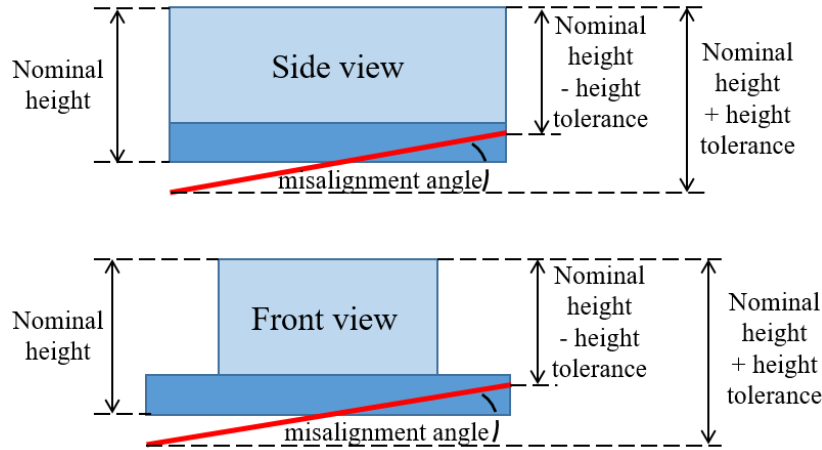 Nominal
height
Side view
Nominal
height
- height
tolerance
Nominal
height
+ height
tolerance
misalignment angle
Nominal
height
Front view
Nominal
height
- height
tolerance
Nominal
height
+ height
tolerance
misalignment angle